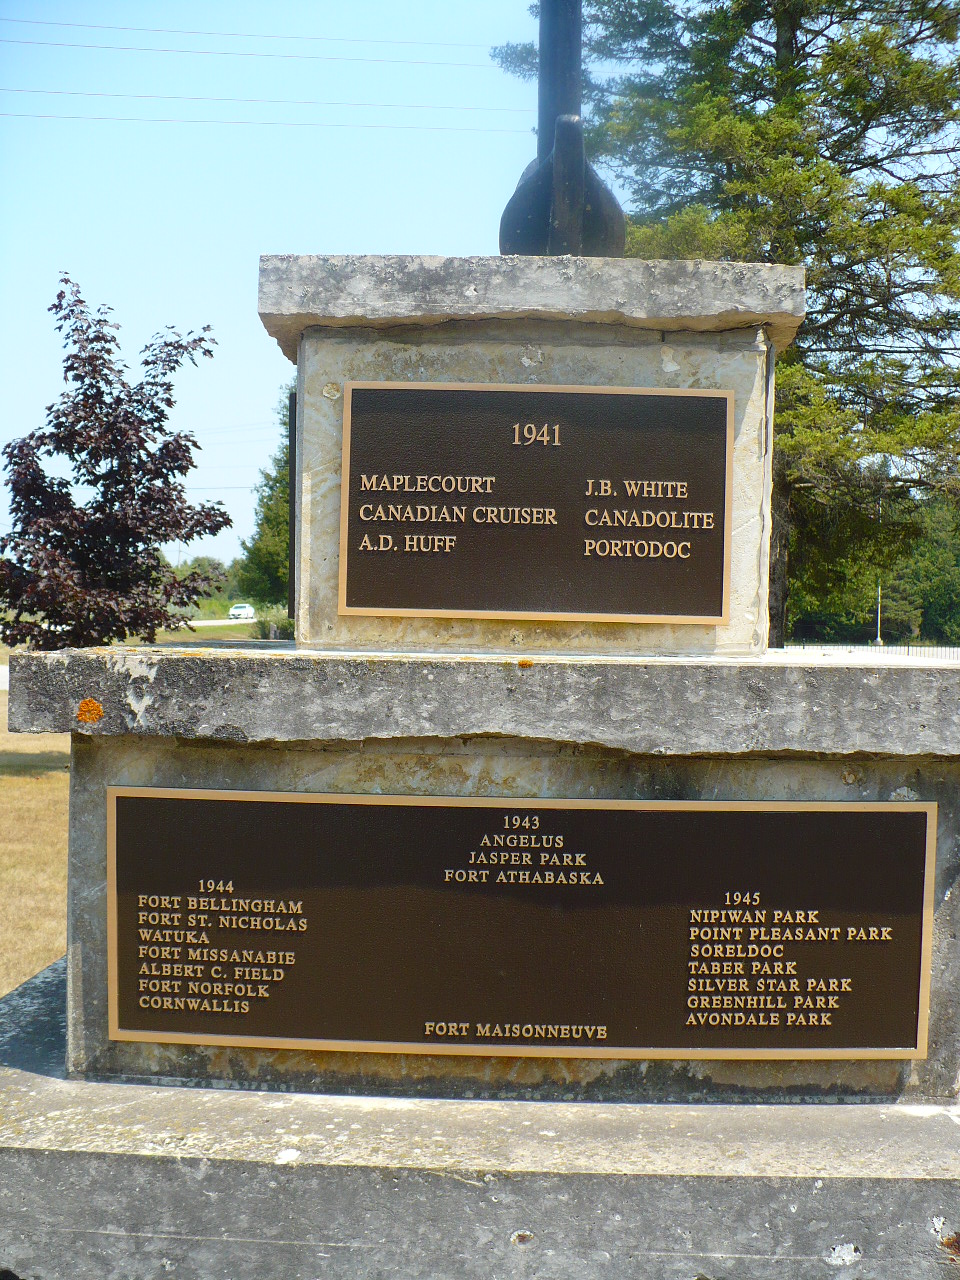 1941
MAPLECOURT
CANADIAN CRUISER
A.D. HUFF
J.B. WHITE
CANADOLITE
PORTODOC
1943
ANGELUS
JASPER PARK
FORT ATHABASKA
1944
FORT BELLINGHAM
FORT ST. NICHOLAS
WATUKA
FORT MISSANABIE
ALBERT C. FIELD
FORT NORFOLK
CORNWALLIS
1945
NIPIWAN PARK
POINT PLEASANT PARK
SORELDOC
TABER PARK
SILVER STAR PARK
GREENHILL PARK
AVONDALE PARK
FORT MAISONNEUVE